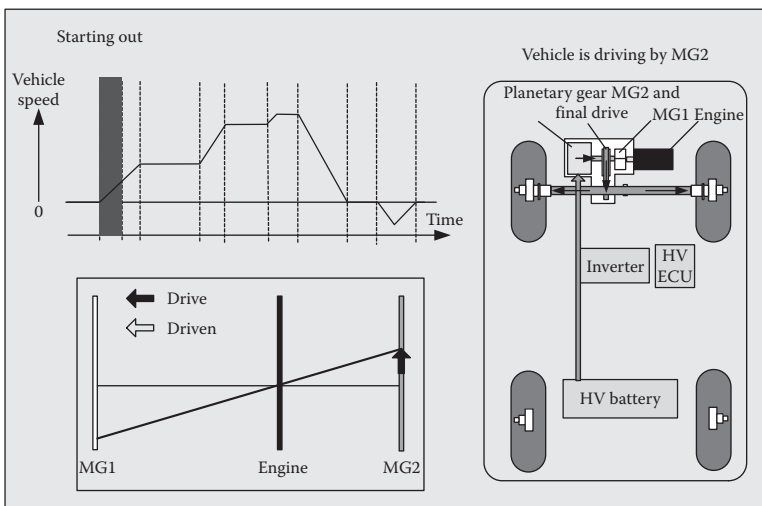 Starting out
Vehicle
speed
0
Time
Drive
Driven
MG1
Engine
MG2
Vehicle is driving by MG2
Planetary gear MG2 and
final drive
MG1 Engine
Inverter
HV
ECU
HV battery